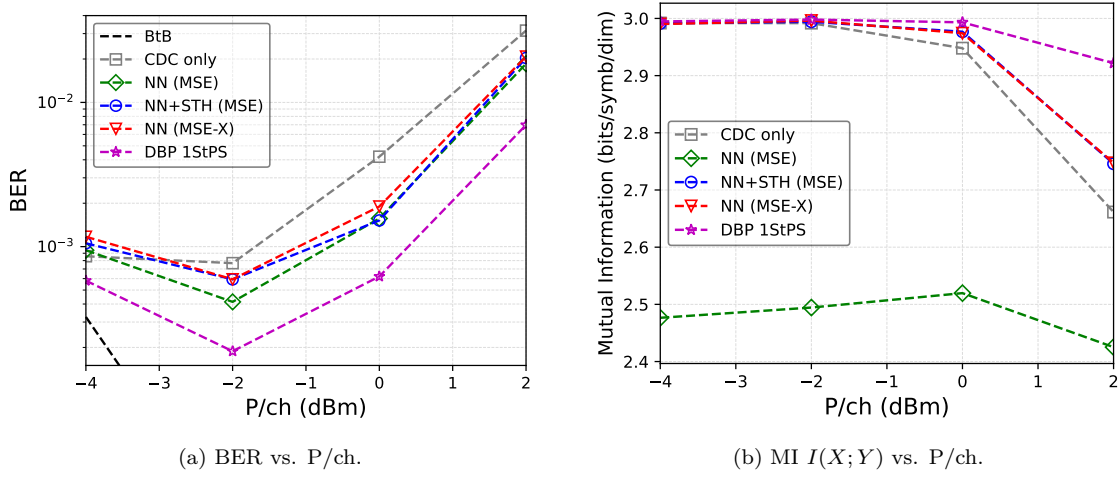 BtB
CDC only
NN (MSE)
NN+STH (MSE)
NN (MSE-X)
DBP 1StPS
BER
10⁻²
10⁻³
−4 −3 −2 −1 0 1 2
P/ch (dBm)
(a) BER vs. P/ch.
Mutual Information (bits/symb/dim)
3.0
2.9
2.8
2.7
2.6
2.5
2.4
CDC only
NN (MSE)
NN+STH (MSE)
NN (MSE-X)
DBP 1StPS
−4 −3 −2 −1 0 1 2
P/ch (dBm)
(b) MI I(X; Y) vs. P/ch.